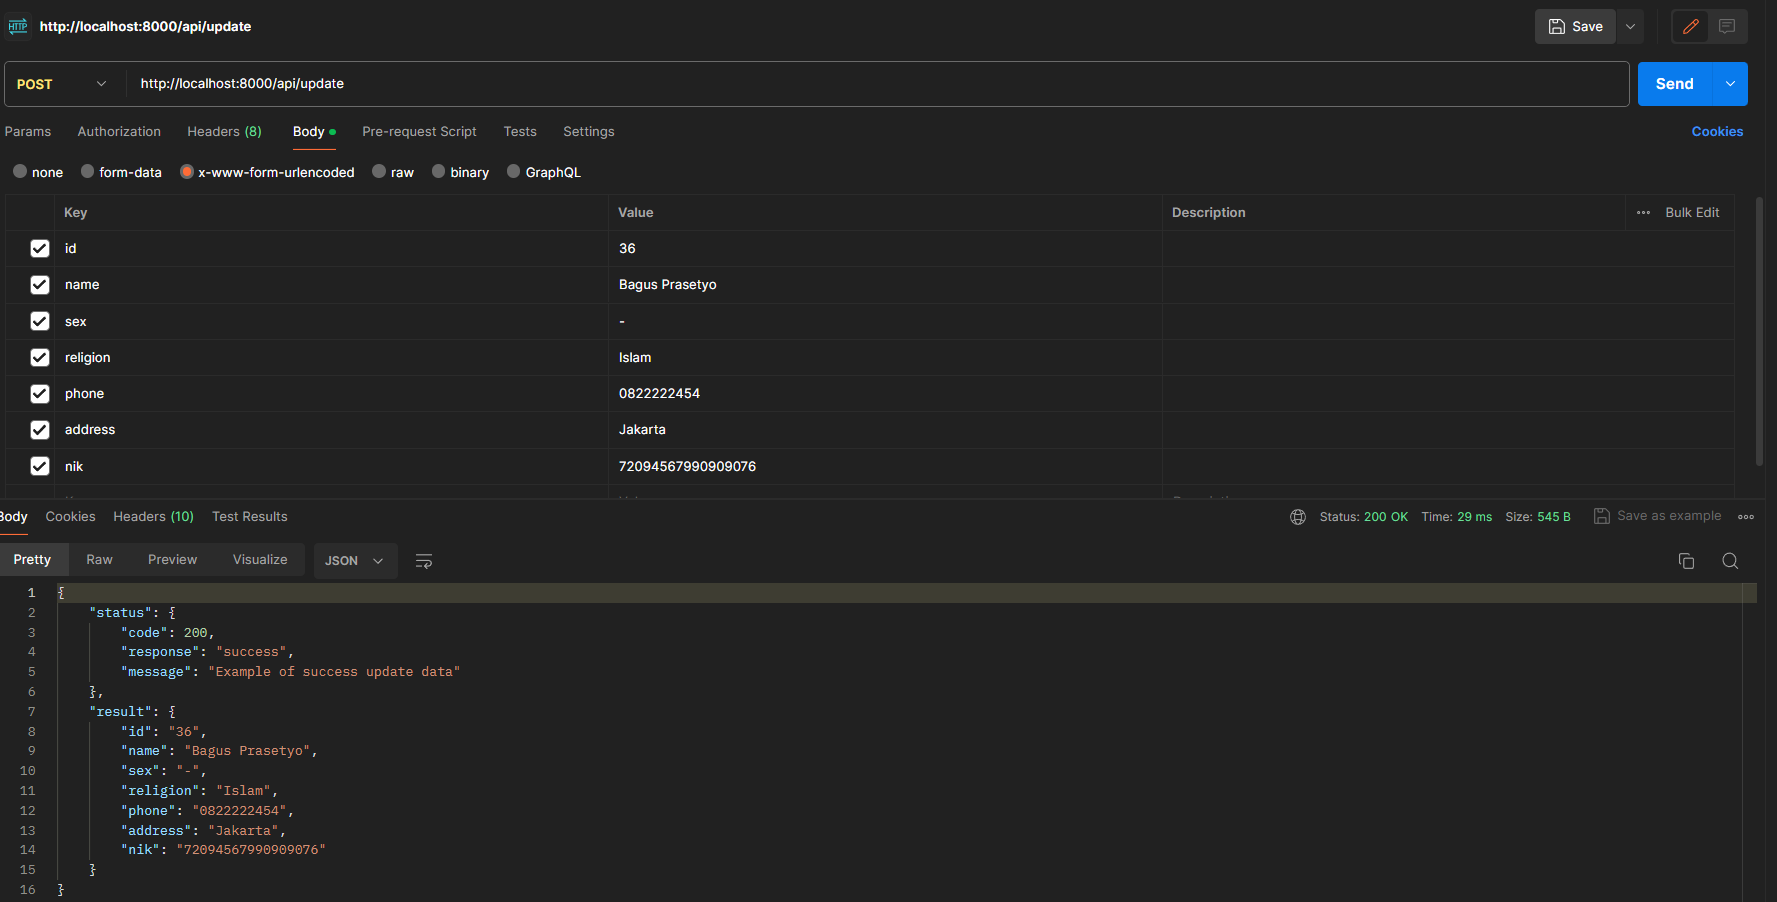 HTTP http://localhost:8000/api/update Save
POST http://localhost:8000/api/update Send
Params Authorization Headers (8) Body Pre-request Script Tests Settings Cookies
none form-data x-www-form-urlencoded raw binary GraphQL
Key Value Description Bulk Edit
id 36
name Bagus Prasetyo
sex -
religion Islam
phone 0822222454
address Jakarta
nik 72094567990909076
Body Cookies Headers (10) Test Results Status: 200 OK Time: 29 ms Size: 545 B Save as example
Pretty Raw Preview Visualize JSON
1 {
2 "status": {
3 "code": 200,
4 "response": "success",
5 "message": "Example of success update data"
6 },
7 "result": {
8 "id": "36",
9 "name": "Bagus Prasetyo",
10 "sex": "-",
11 "religion": "Islam",
12 "phone": "0822222454",
13 "address": "Jakarta",
14 "nik": "72094567990909076"
15 }
16 }